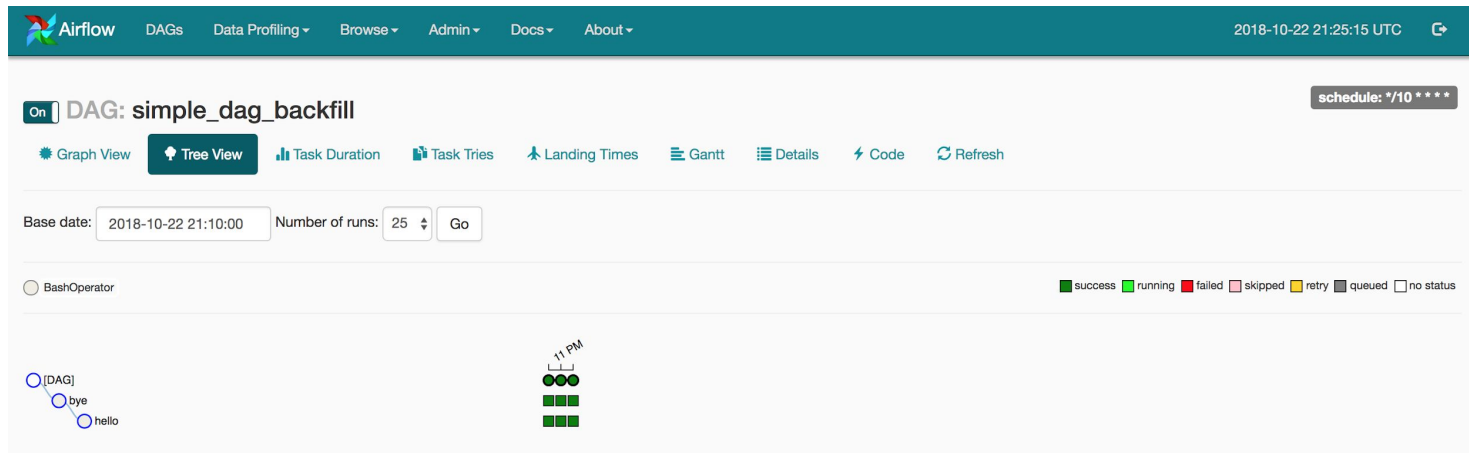 Airflow DAGs Data Profiling Browse Admin Docs About 2018-10-22 21:25:15 UTC
On DAG: simple_dag_backfill schedule: */10 * * * *
Graph View Tree View Task Duration Task Tries Landing Times Gantt Details Code Refresh
Base date: 2018-10-22 21:10:00 Number of runs: 25 Go
BashOperator success running failed skipped retry queued no status
11 PM
[DAG]
bye
hello